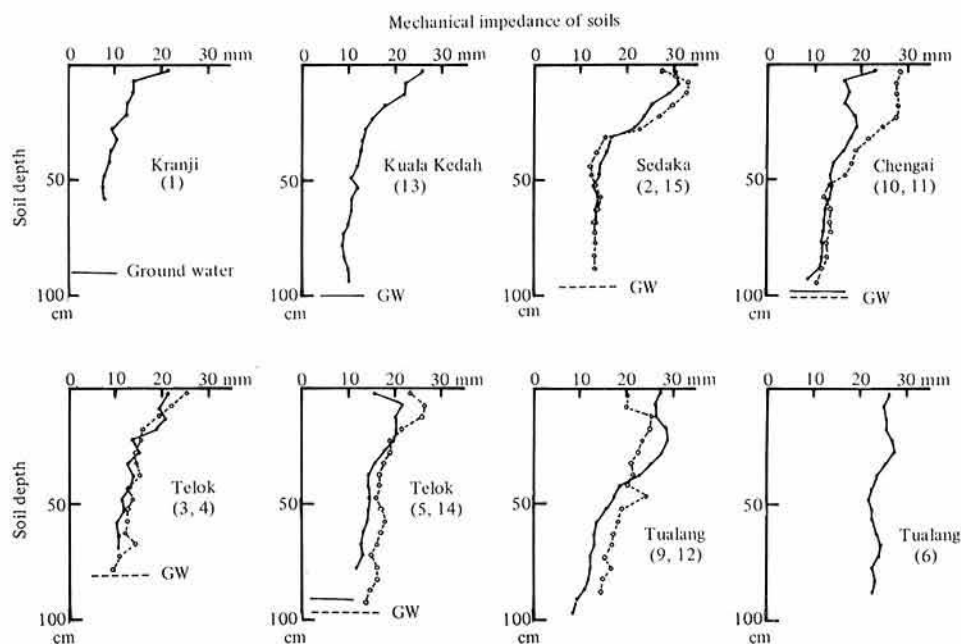 Mechanical impedance of soils
0 10 20 30 mm
0 10 20 30 mm
0 10 20 30 mm
0 10 20 30 mm
Soil depth
50
100
cm
Kranji
(1)
Ground water
50
100
cm
Kuala Kedah
(13)
GW
50
100
cm
Sedaka
(2, 15)
GW
50
100
cm
Chengai
(10, 11)
GW
0 10 20 30 mm
0 10 20 30 mm
0 10 20 30 mm
0 10 20 30 mm
Soil depth
50
100
cm
Telok
(3, 4)
GW
50
100
cm
Telok
(5, 14)
GW
50
100
cm
Tualang
(9, 12)
50
100
cm
Tualang
(6)